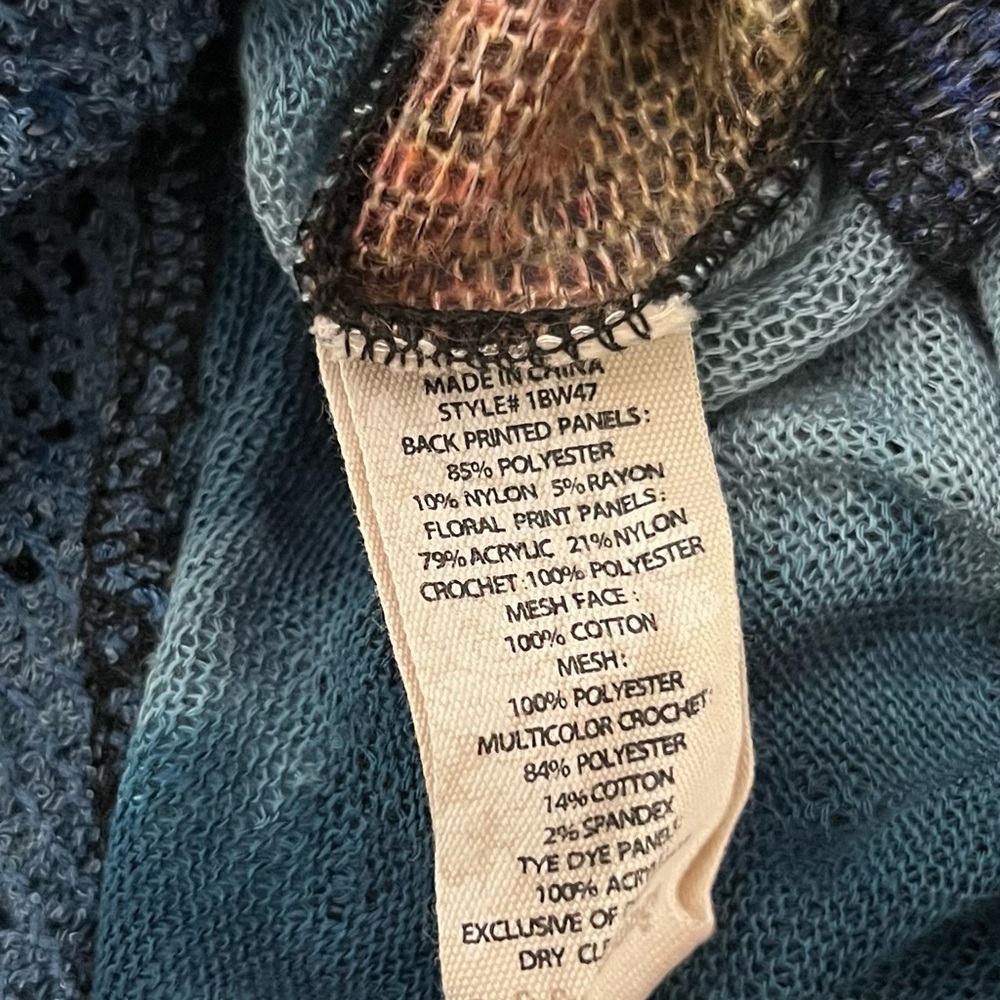 MADE IN CHINA
STYLE# 1BW47
BACK PRINTED PANELS:
85% POLYESTER
10% NYLON 5% RAYON
FLORAL PRINT PANELS:
79% ACRYLIC 21% NYLON
CROCHET:100% POLYESTER
MESH FACE:
100% COTTON
MESH:
100% POLYESTER
MULTICOLOR CROCHET
84% POLYESTER
14% COTTON
2% SPANDEX
TYE DYE PANEL
100%
EXCLUSIVE OF
DRY